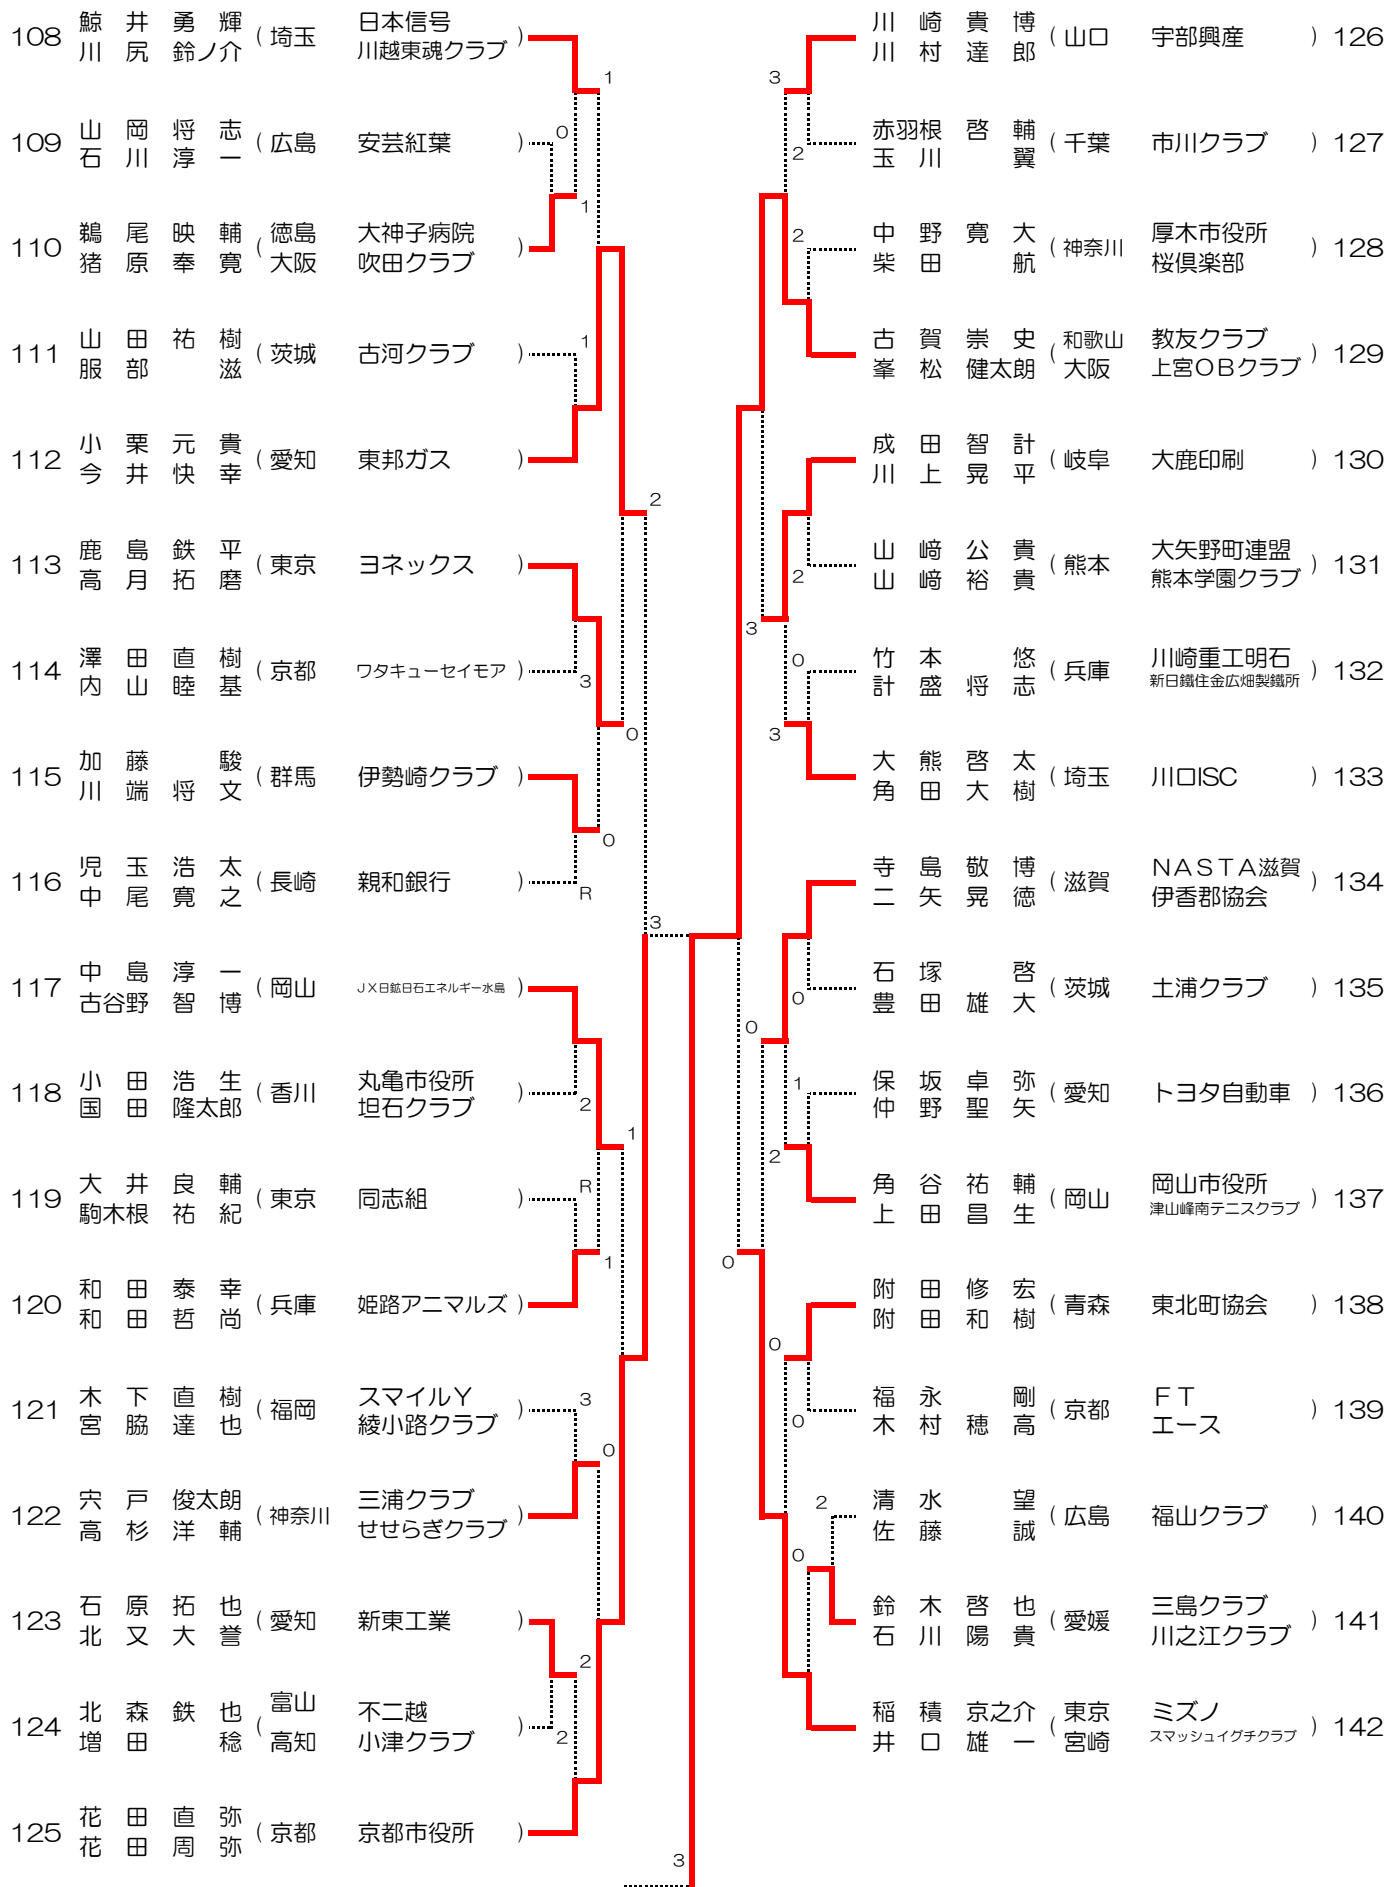 108 鯨井勇輝 (埼玉 日本信号)
川尻鈴ノ介 川越東魂クラブ
109 山岡将志 (広島 安芸紅葉)
石川淳一
110 鵜尾映輔 (徳島 大神子病院)
猪原奉寛 大阪 吹田クラブ
111 山田祐樹 (茨城 古河クラブ)
服部滋
112 小栗元貴 (愛知 東邦ガス)
今井快幸
113 鹿島鉄平 (東京 ヨネックス)
高月拓磨
114 澤田直樹 (京都 ワタキューセイモア)
内山睦基
115 加藤駿 (群馬 伊勢崎クラブ)
川端将文
116 児玉浩太 (長崎 親和銀行)
中尾寛之
117 中島淳一 (岡山 JX日鉱日石エネルギー水島)
古谷野智博
118 小田浩生 (香川 丸亀市役所)
国田隆太郎 坦石クラブ
119 大井良輔 (東京 同志組)
駒木根祐紀
120 和田泰幸 (兵庫 姫路アニマルズ)
和田哲尚
121 木下直樹 (福岡 スマイルY)
宮脇達也 綾小路クラブ
122 宍戸俊太朗 (神奈川 三浦クラブ)
高杉洋輔 せせらぎクラブ
123 石原拓也 (愛知 新東工業)
北又大誉
124 北森鉄也 (富山 不二越)
増田稔 高知 小津クラブ
125 花田直弥 (京都 京都市役所)
花田周弥
1
0
1
1
2
3
0
0
R
3
2
1
R
1
3
0
2
2
3
川崎貴博 (山口 宇部興産) 126
川村達郎
赤羽根啓輔 (千葉 市川クラブ) 127
玉川翼
中野寛大 (神奈川 厚木市役所) 128
柴田航 桜倶楽部
古賀崇史 (和歌山 教友クラブ) 129
峯松健太朗 大阪 上宮OBクラブ
成田智計 (岐阜 大鹿印刷) 130
川上晃平
山﨑公貴 (熊本 大矢野町連盟) 131
山﨑裕貴 熊本学園クラブ
竹本悠 (兵庫 川崎重工明石) 132
計盛将志 新日鐵住金広畑製鐵所
大熊啓太 (埼玉 川口ISC) 133
角田大樹
寺島敬博 (滋賀 NASTA滋賀) 134
二矢晃徳 伊香郡協会
石塚啓 (茨城 土浦クラブ) 135
豊田雄大
保坂卓弥 (愛知 トヨタ自動車) 136
仲野聖矢
角谷祐輔 (岡山 岡山市役所) 137
上田昌生 津山峰南テニスクラブ
附田修宏 (青森 東北町協会) 138
附田和樹
福永剛 (京都 FT) 139
木村穂高 エース
清水望 (広島 福山クラブ) 140
佐藤誠
鈴木啓也 (愛媛 三島クラブ) 141
石川陽貴 川之江クラブ
稲積京之介 (東京 ミズノ) 142
井口雄一 宮崎 スマッシュイグチクラブ
3
2
2
2
3
0
3
0
0
1
2
0
0
0
2
0